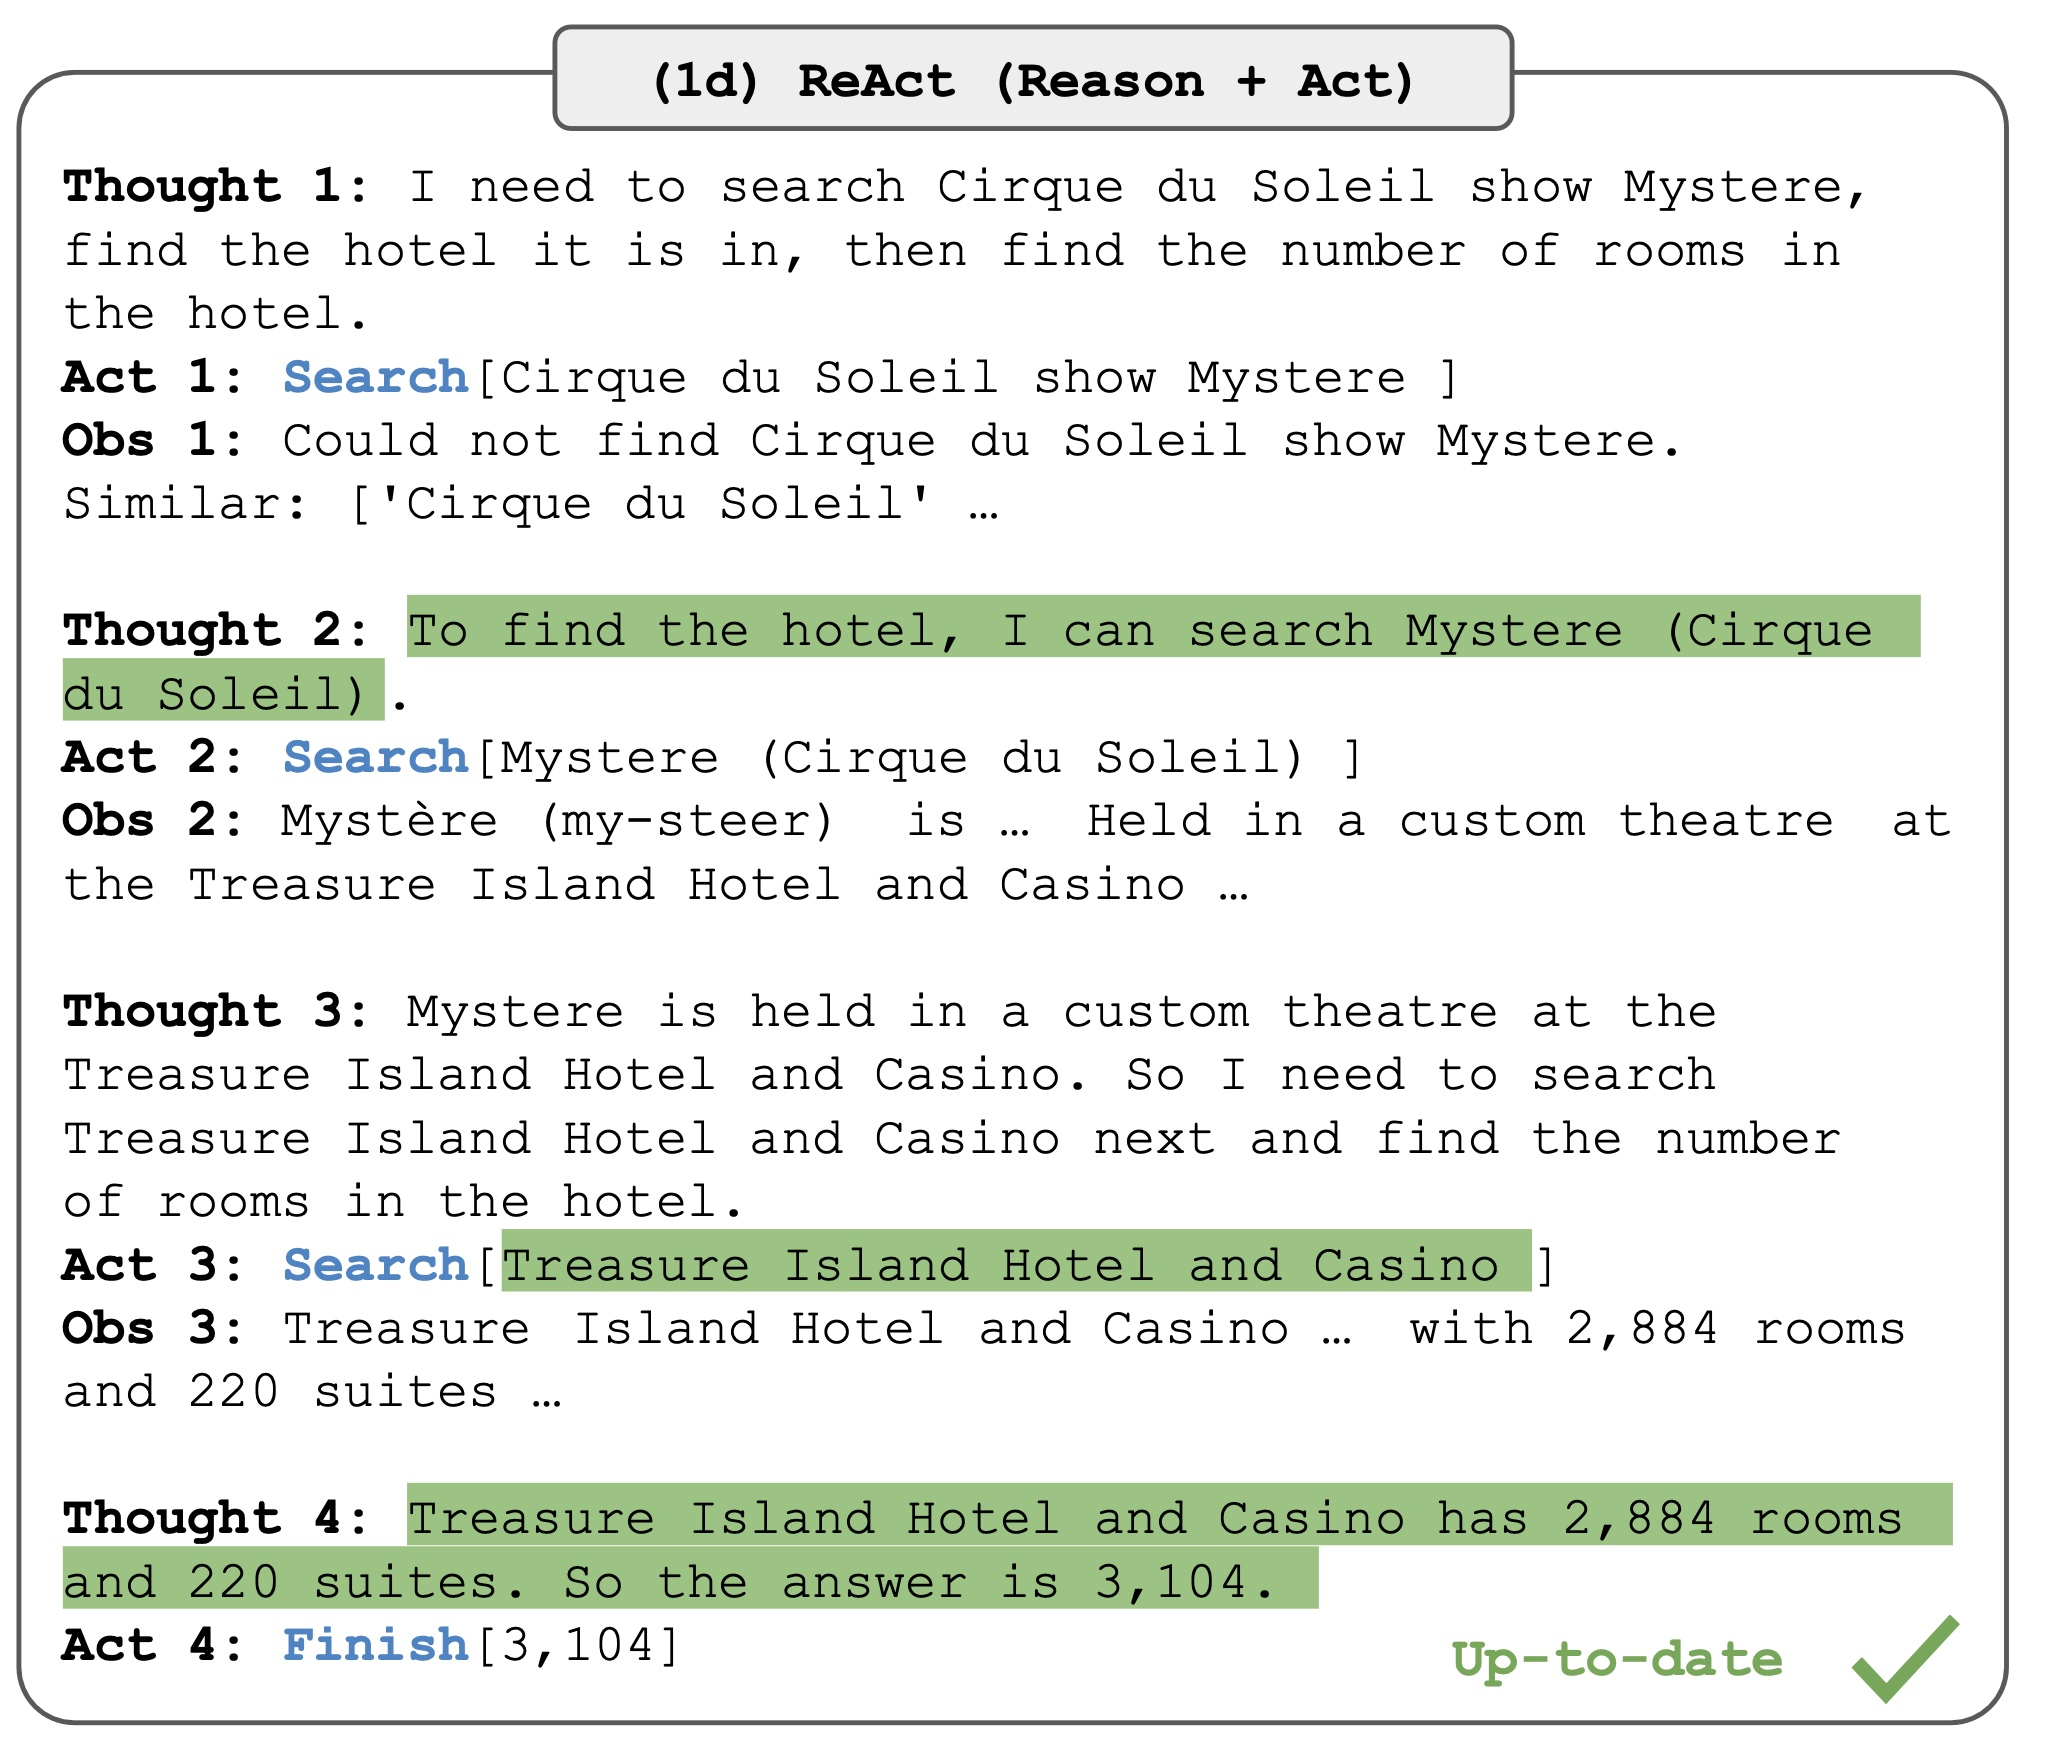 (1d) ReAct (Reason + Act)
Thought 1: I need to search Cirque du Soleil show Mystere,
find the hotel it is in, then find the number of rooms in
the hotel.
Act 1: Search[Cirque du Soleil show Mystere ]
Obs 1: Could not find Cirque du Soleil show Mystere.
Similar: ['Cirque du Soleil' …
Thought 2: To find the hotel, I can search Mystere (Cirque
du Soleil).
Act 2: Search[Mystere (Cirque du Soleil) ]
Obs 2: Mystère (my-steer) is … Held in a custom theatre at
the Treasure Island Hotel and Casino …
Thought 3: Mystere is held in a custom theatre at the
Treasure Island Hotel and Casino. So I need to search
Treasure Island Hotel and Casino next and find the number
of rooms in the hotel.
Act 3: Search[Treasure Island Hotel and Casino ]
Obs 3: Treasure Island Hotel and Casino … with 2,884 rooms
and 220 suites …
Thought 4: Treasure Island Hotel and Casino has 2,884 rooms
and 220 suites. So the answer is 3,104.
Act 4: Finish[3,104]
Up-to-date